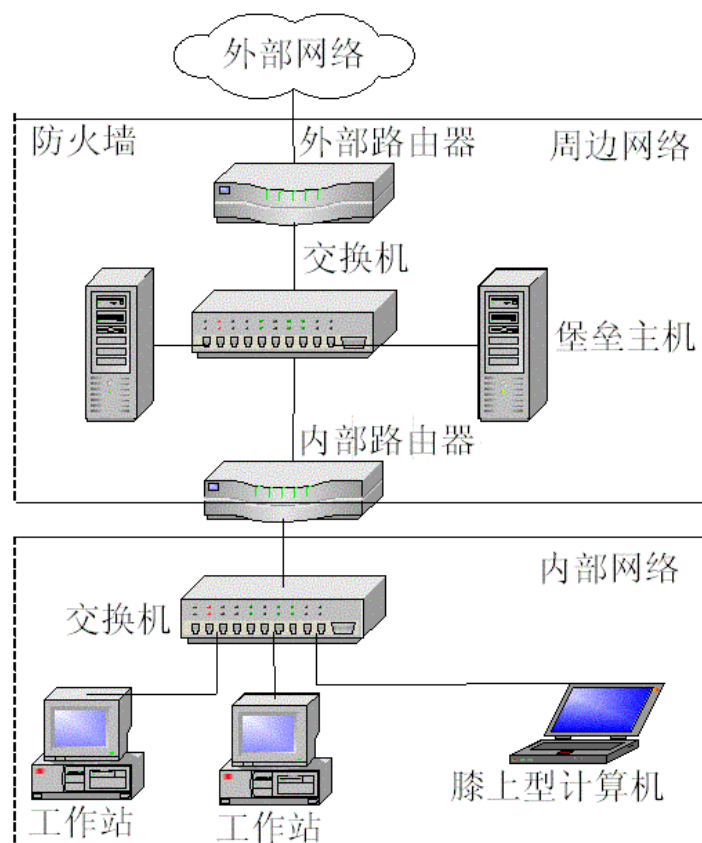 外部网络
防火墙
外部路由器
周边网络
交换机
堡垒主机
内部路由器
内部网络
交换机
膝上型计算机
工作站
工作站